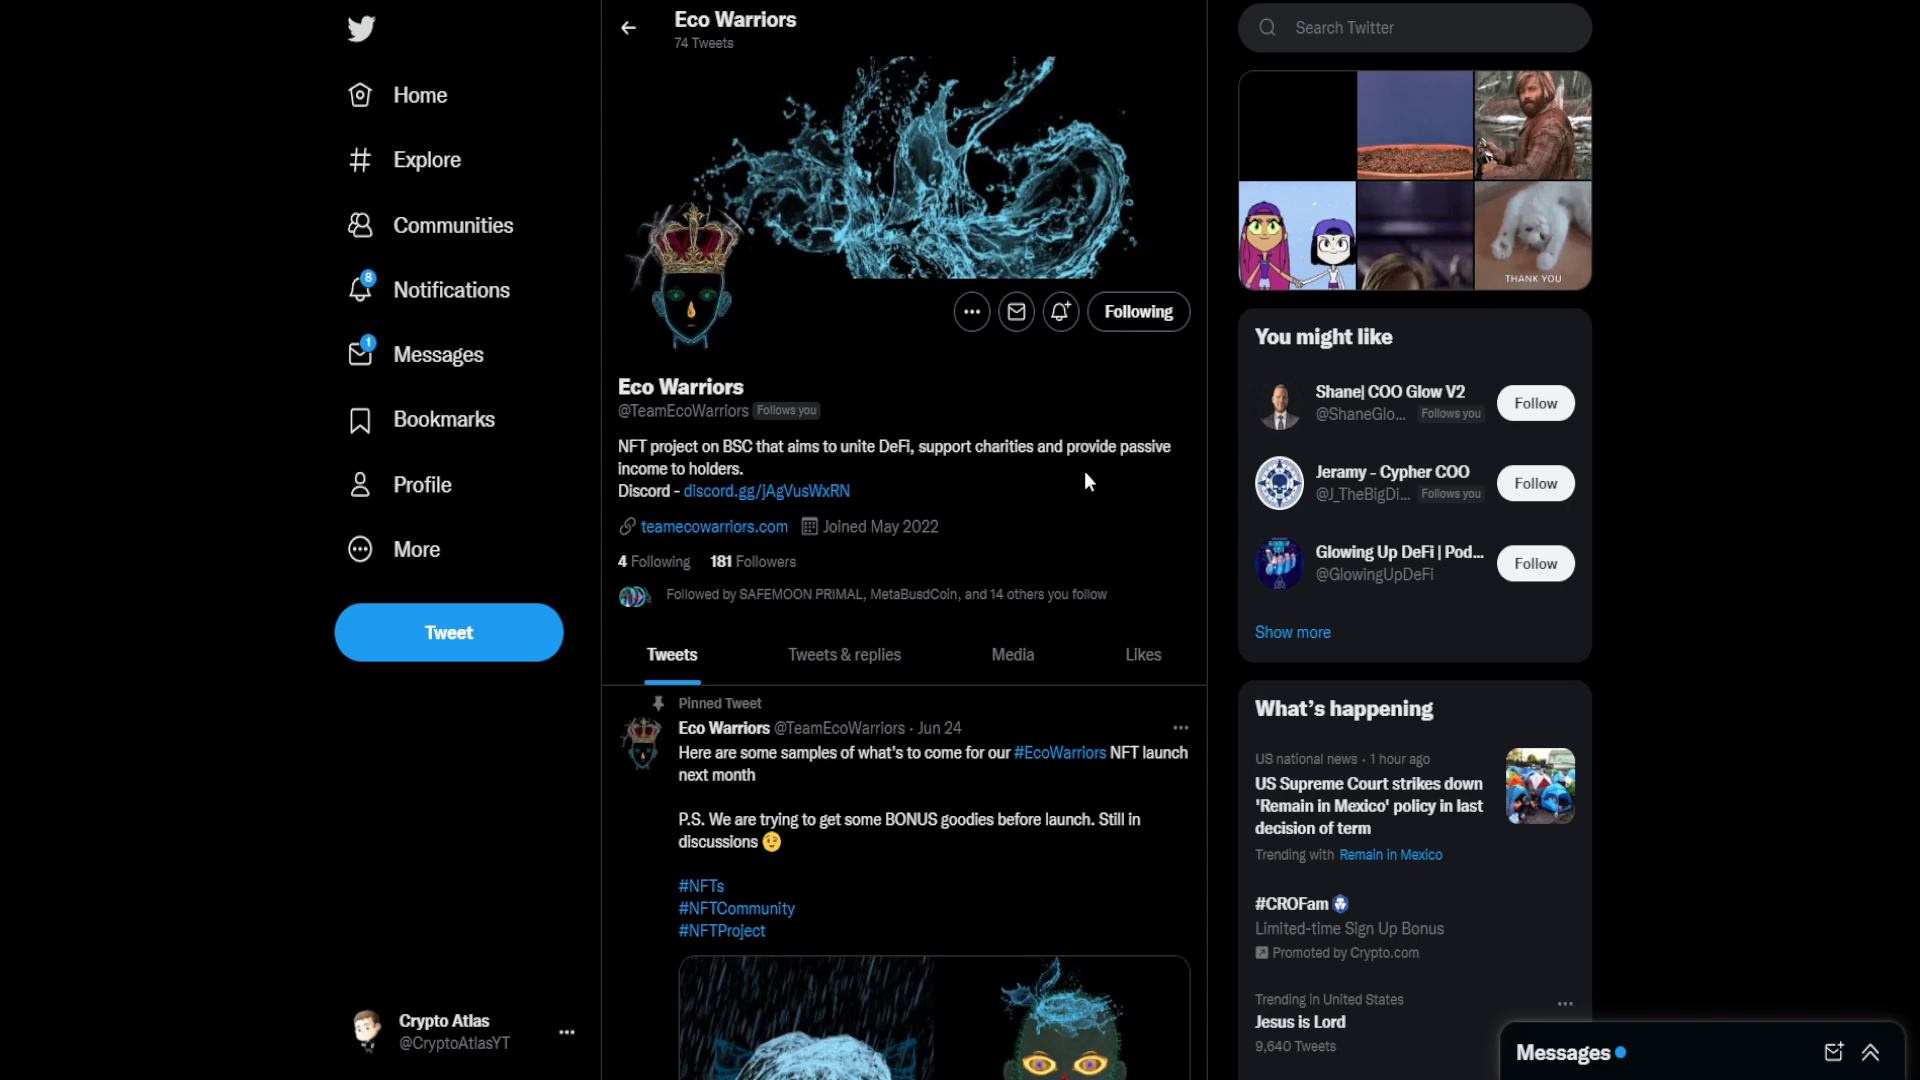 Home
Explore
Communities
8
Notifications
1
Messages
Bookmarks
Profile
More
Tweet
Crypto Atlas
@CryptoAtlasYT
Eco Warriors
74 Tweets
Following
Eco Warriors
@TeamEcoWarriors Follows you
NFT project on BSC that aims to unite DeFi, support charities and provide passive
income to holders.
Discord - discord.gg/jAgVusWxRN
teamecowarriors.com Joined May 2022
4 Following 181 Followers
Followed by SAFEMOON PRIMAL, MetaBusdCoin, and 14 others you follow
Tweets Tweets & replies Media Likes
Pinned Tweet
Eco Warriors @TeamEcoWarriors · Jun 24
Here are some samples of what's to come for our #EcoWarriors NFT launch
next month
P.S. We are trying to get some BONUS goodies before launch. Still in
discussions 😉
#NFTs
#NFTCommunity
#NFTProject
Search Twitter
THANK YOU
You might like
Shane| COO Glow V2
@ShaneGlo... Follows you
Follow
Jeramy - Cypher COO
@J_TheBigDi... Follows you
Follow
Glowing Up DeFi | Pod...
@GlowingUpDeFi
Follow
Show more
What's happening
US national news · 1 hour ago
US Supreme Court strikes down
'Remain in Mexico' policy in last
decision of term
Trending with Remain in Mexico
#CROFam
Limited-time Sign Up Bonus
Promoted by Crypto.com
Trending in United States
Jesus is Lord
9,640 Tweets
Messages